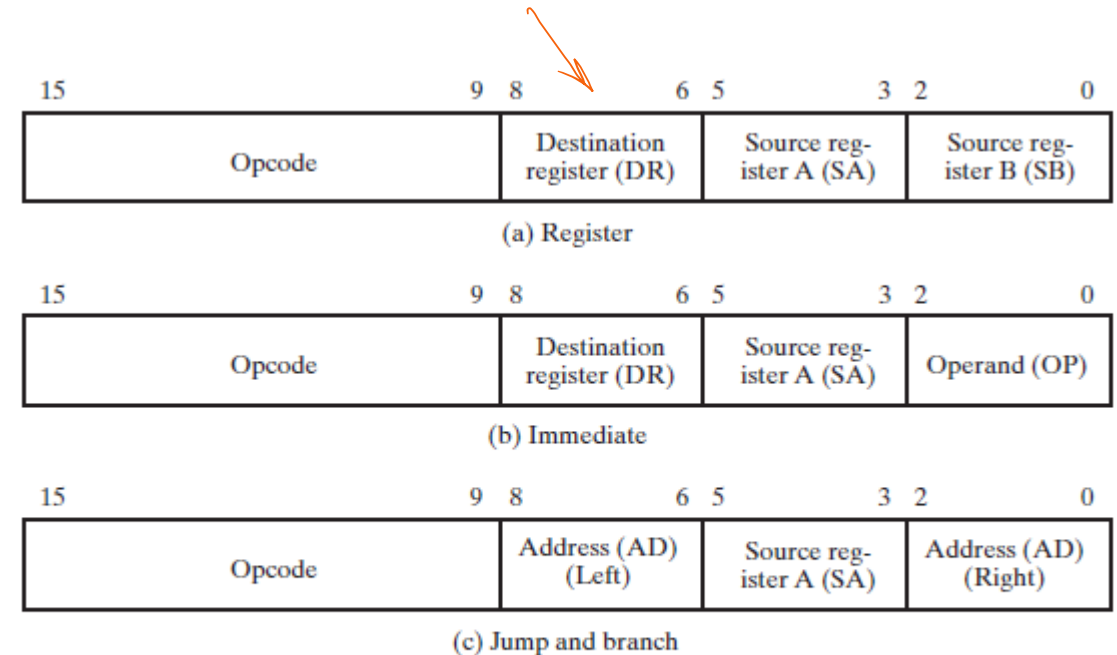 15 9 8 6 5 3 2 0
Opcode
Destination
register (DR)
Source reg-
ister A (SA)
Source reg-
ister B (SB)
(a) Register
15 9 8 6 5 3 2 0
Opcode
Destination
register (DR)
Source reg-
ister A (SA)
Operand (OP)
(b) Immediate
15 9 8 6 5 3 2 0
Opcode
Address (AD)
(Left)
Source reg-
ister A (SA)
Address (AD)
(Right)
(c) Jump and branch